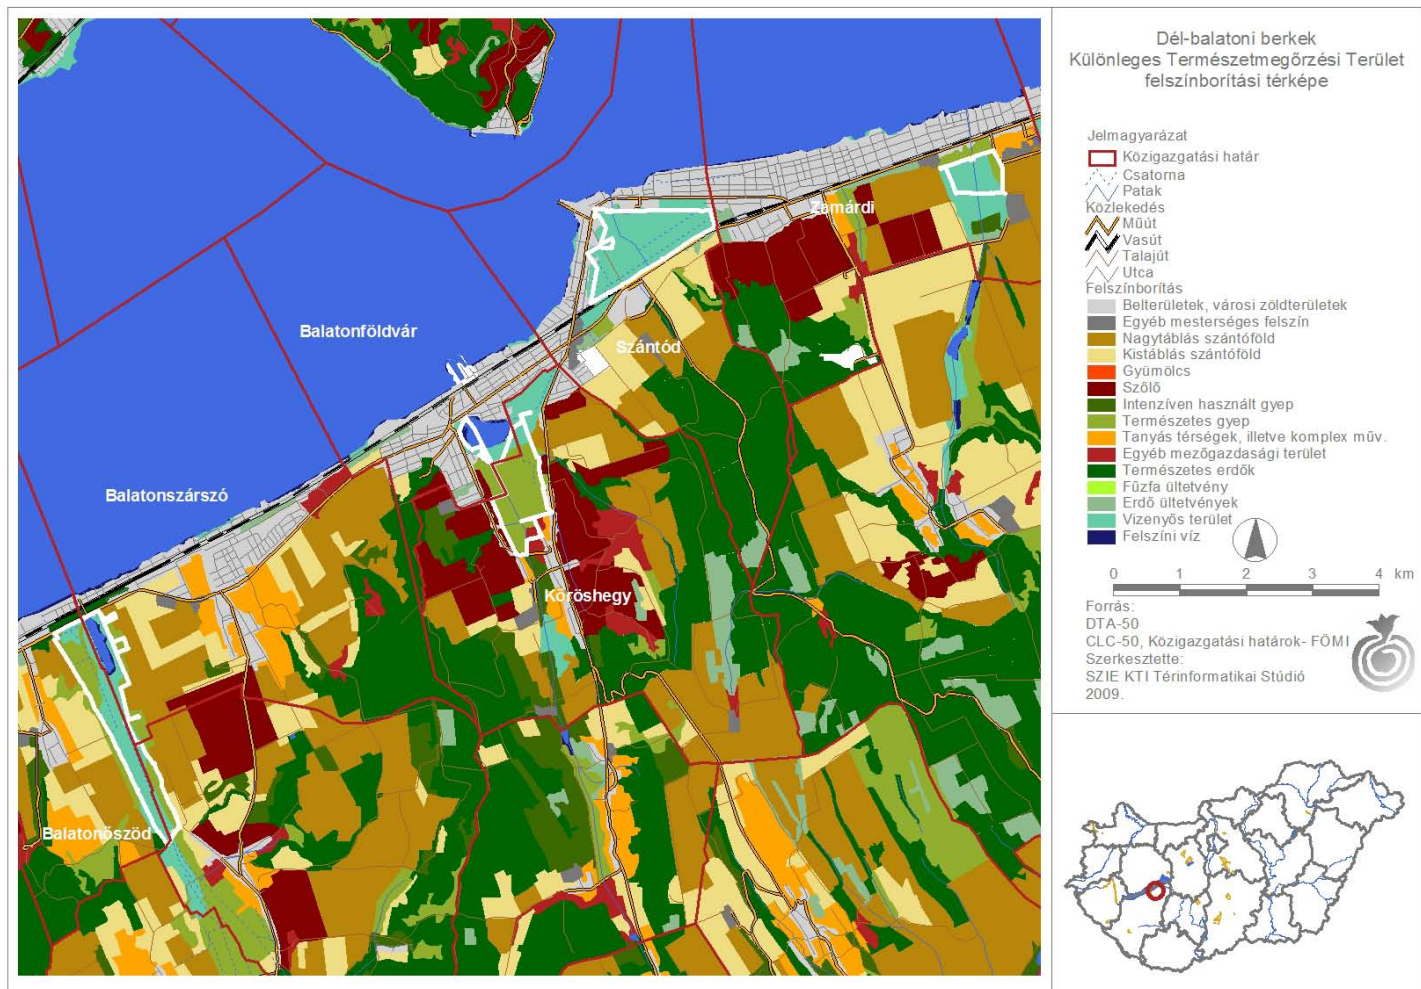 Dél-balatoni berkek
Különleges Természetmegőrzési Terület
felszínborítási térképe
Jelmagyarázat
Közigazgatási határ
Csatorna
Patak
Közlekedés
Műút
Vasút
Talajút
Utca
Felszínborítás
Belterületek, városi zöldterületek
Egyéb mesterséges felszín
Nagytáblás szántóföld
Kistáblás szántóföld
Gyümölcs
Szőlő
Intenzíven használt gyep
Természetes gyep
Tanyás térségek, illetve komplex műv.
Egyéb mezőgazdasági terület
Természetes erdők
Fűzfa ültetvény
Erdő ültetvények
Vizenyős terület
Felszíni víz
0 1 2 3 4 km
Forrás:
DTA-50
CLC-50, Közigazgatási határok- FÖMI
Szerkesztette:
SZIE KTI Térinformatikai Stúdió
2009.
Zamárdi
Balatonföldvár
Szántód
Balatonszárszó
Kőröshegy
Balatonőszöd